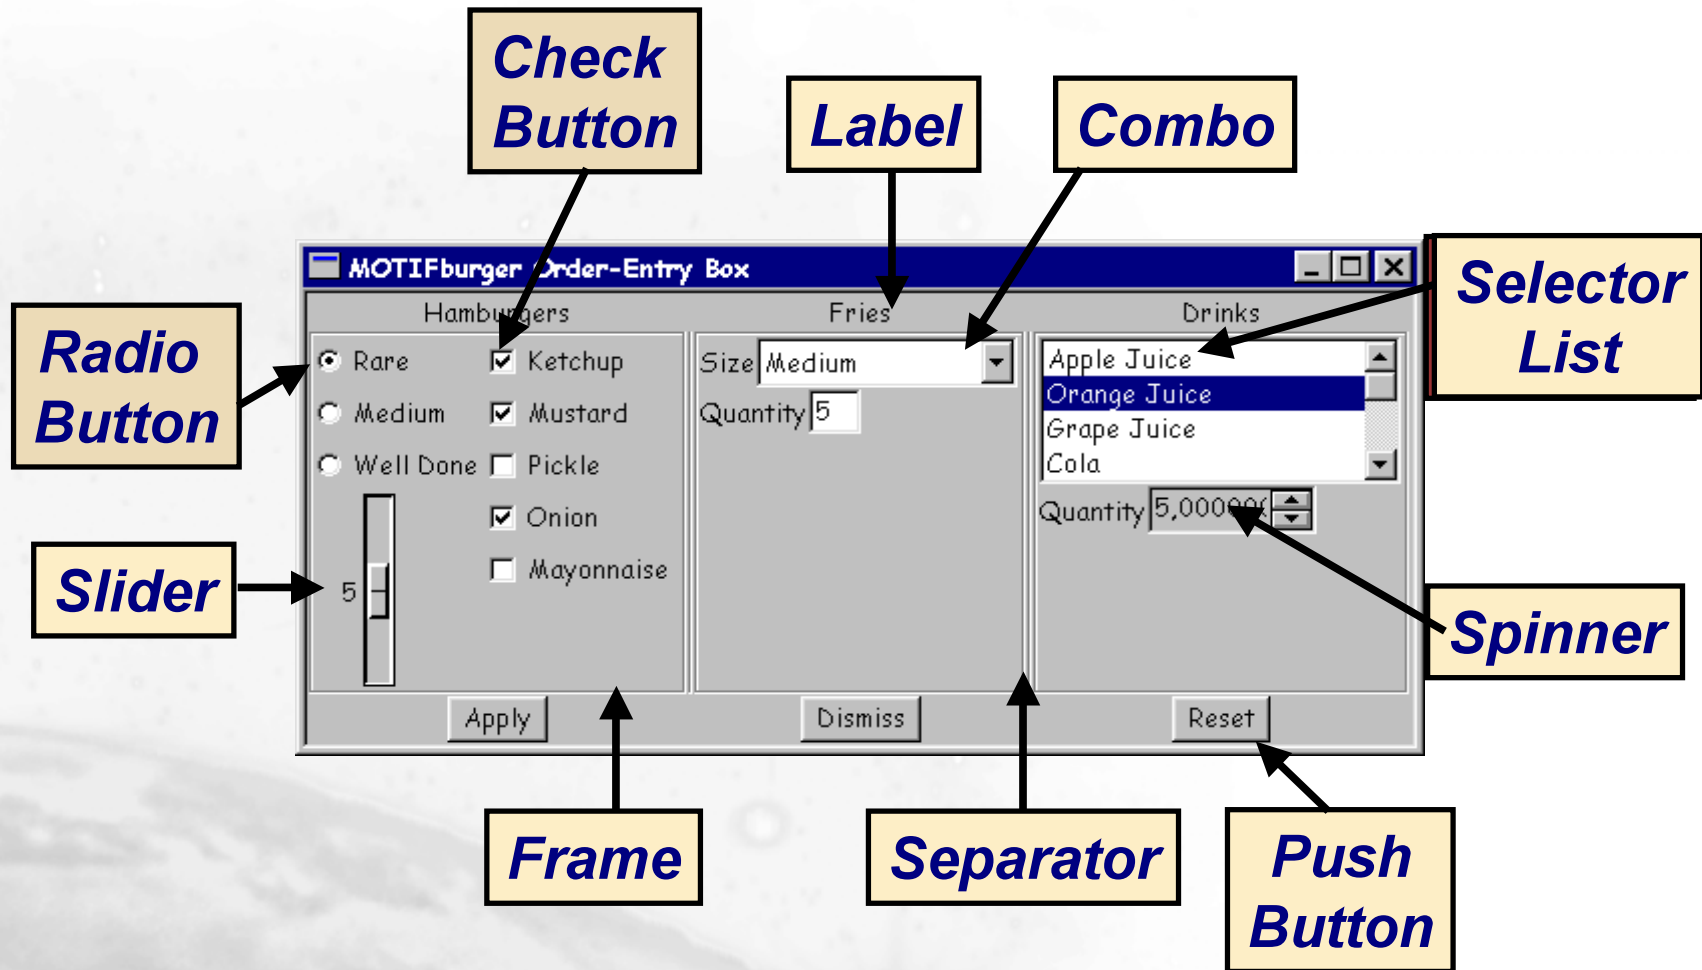 Check
Button
Label
Combo
MOTIFburger Order-Entry Box
Selector
List
Radio
Button
Hamburgers
Fries
Drinks
Rare
Ketchup
Medium
Mustard
Well Done
Pickle
Onion
Mayonnaise
5
Size Medium
Quantity 5
Apple Juice
Orange Juice
Grape Juice
Cola
Quantity
Slider
Spinner
Apply
Dismiss
Reset
Frame
Separator
Push
Button